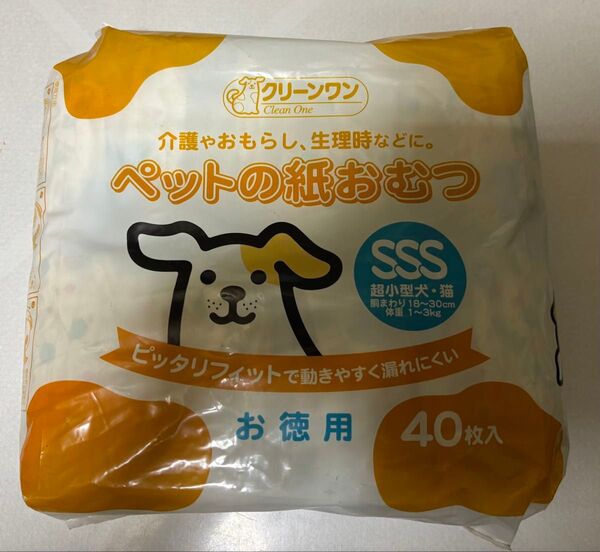 クリーンワン
Clean One
介護やおもらし、生理時などに。
ペットの紙おむつ
SSS
超小型犬・猫
胴まわり18~30cm
体重 1~3kg
ピッタリフィットで動きやすく漏れにくい
お徳用
40枚入